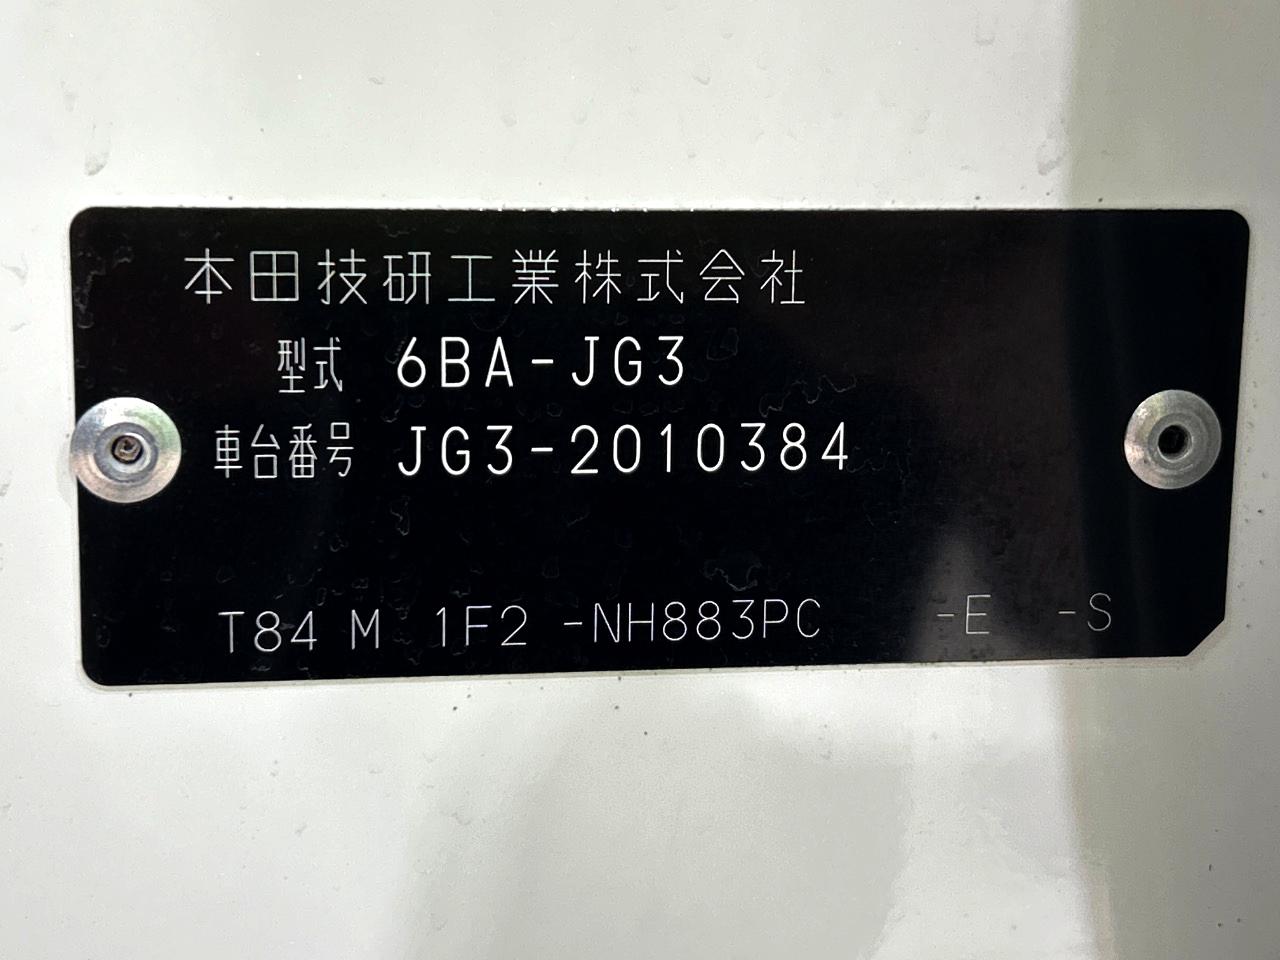 本田技研工業株式会社
型式 6BA-JG3
車台番号 JG3-2010384
T84 M 1F2 -NH883PC -E -S